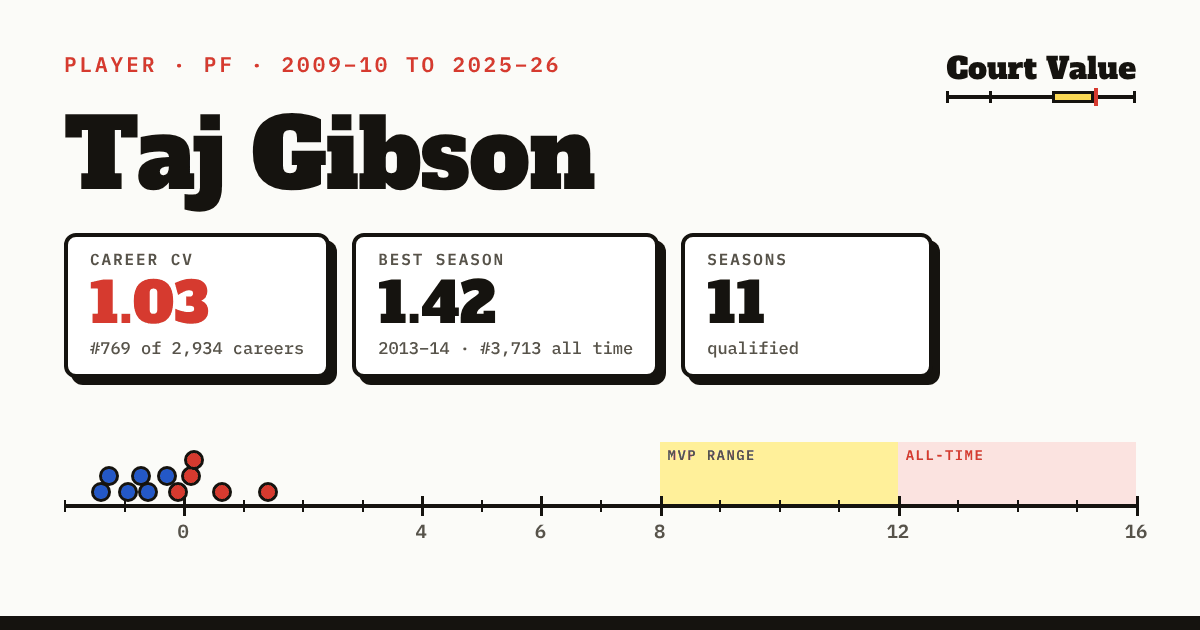 PLAYER · PF · 2009–10 TO 2025–26
Court Value
Taj Gibson
CAREER CV
1.03
#769 of 2,934 careers
BEST SEASON
1.42
2013–14 · #3,713 all time
SEASONS
11
qualified
MVP RANGE
ALL-TIME
0
4
6
8
12
16